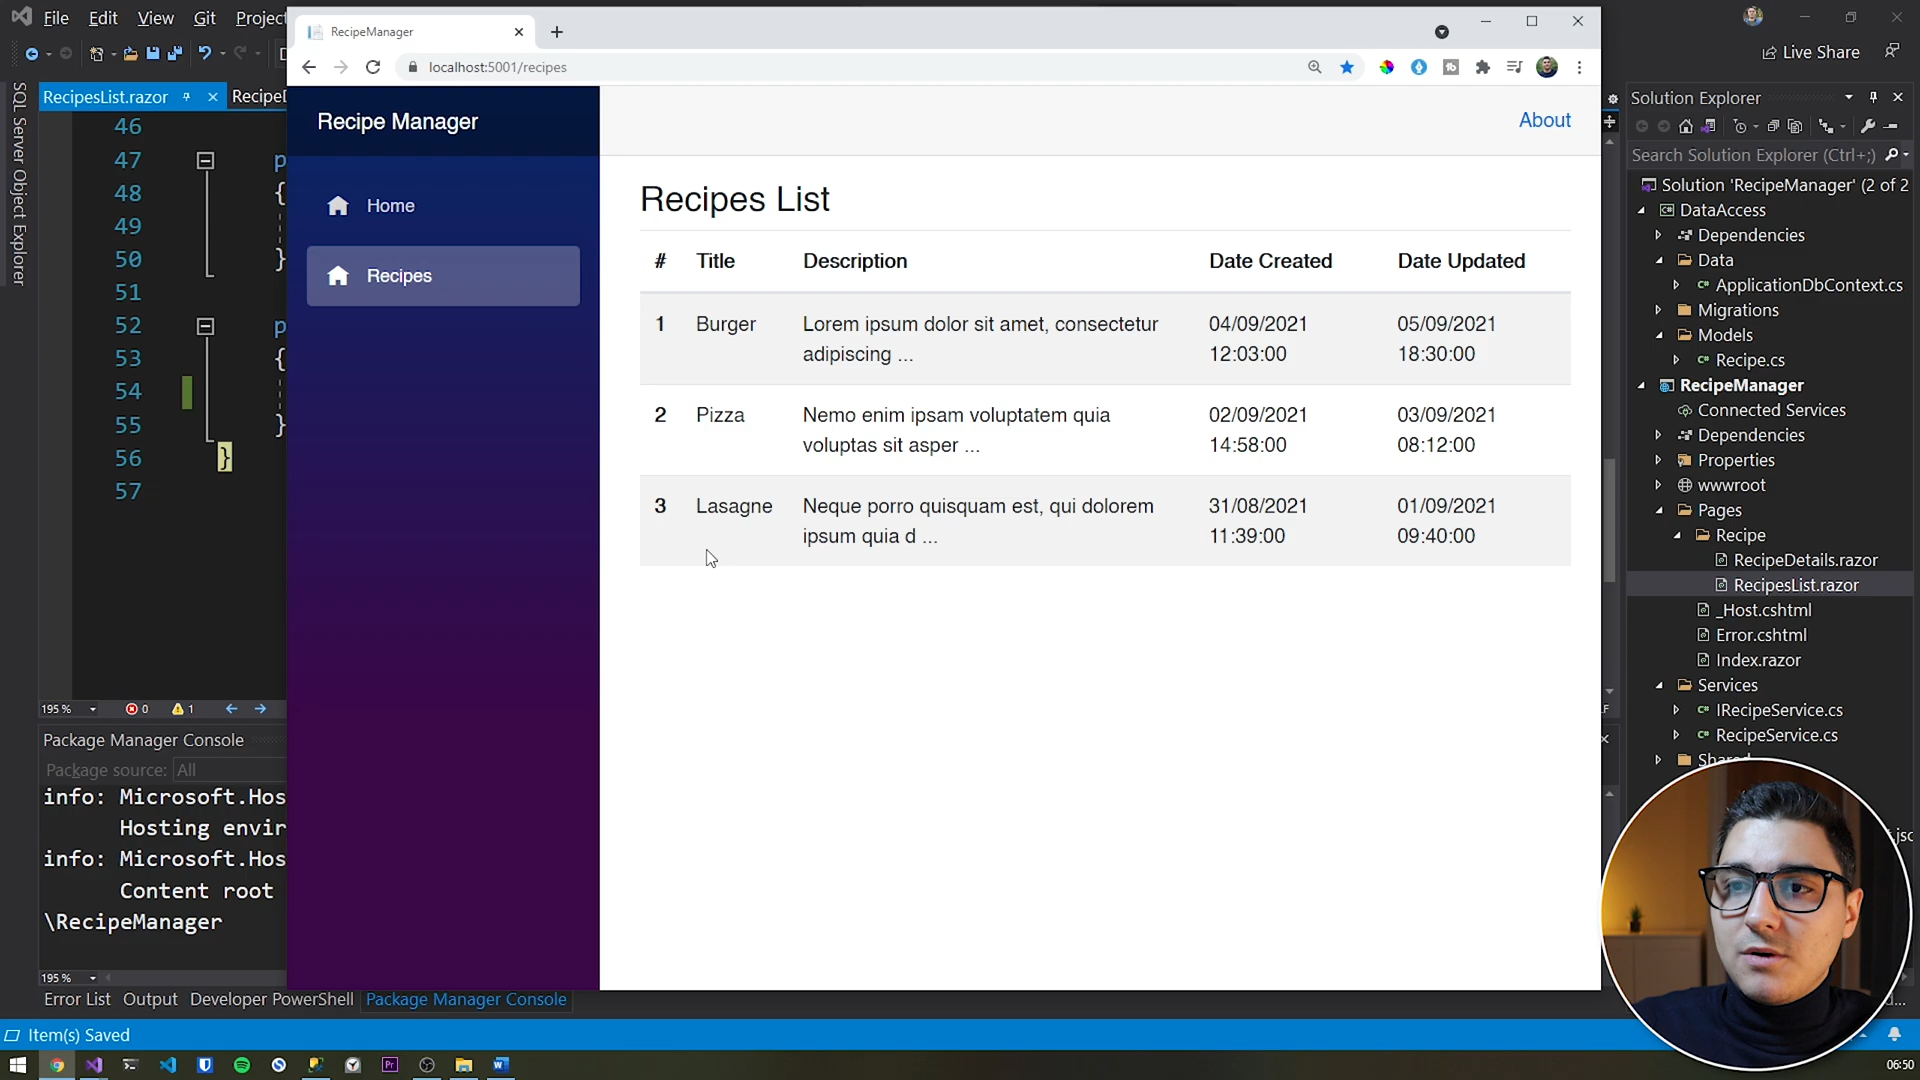 File Edit View Git Project
Live Share
SQL Server Object Explorer
RecipesList.razor
46
47 p
48 {
49
50 }
51
52 p
53 {
54
55 }
56 }
57
195 % 0 1
Package Manager Console
Package source: All
info: Microsoft.Hos
Hosting envir
info: Microsoft.Hos
Content root
\RecipeManager
195 %
Error List Output Developer PowerShell Package Manager Console
Item(s) Saved
RecipeManager
localhost:5001/recipes
Recipe Manager
Home
Recipes
About
Recipes List
# Title Description Date Created Date Updated
1 Burger Lorem ipsum dolor sit amet, consectetur adipiscing ... 04/09/2021 12:03:00 05/09/2021 18:30:00
2 Pizza Nemo enim ipsam voluptatem quia voluptas sit asper ... 02/09/2021 14:58:00 03/09/2021 08:12:00
3 Lasagne Neque porro quisquam est, qui dolorem ipsum quia d ... 31/08/2021 11:39:00 01/09/2021 09:40:00
Solution Explorer
Search Solution Explorer (Ctrl+;)
Solution 'RecipeManager' (2 of 2
DataAccess
Dependencies
Data
ApplicationDbContext.cs
Migrations
Models
Recipe.cs
RecipeManager
Connected Services
Dependencies
Properties
wwwroot
Pages
Recipe
RecipeDetails.razor
RecipesList.razor
_Host.cshtml
Error.cshtml
Index.razor
Services
IRecipeService.cs
RecipeService.cs
06:50